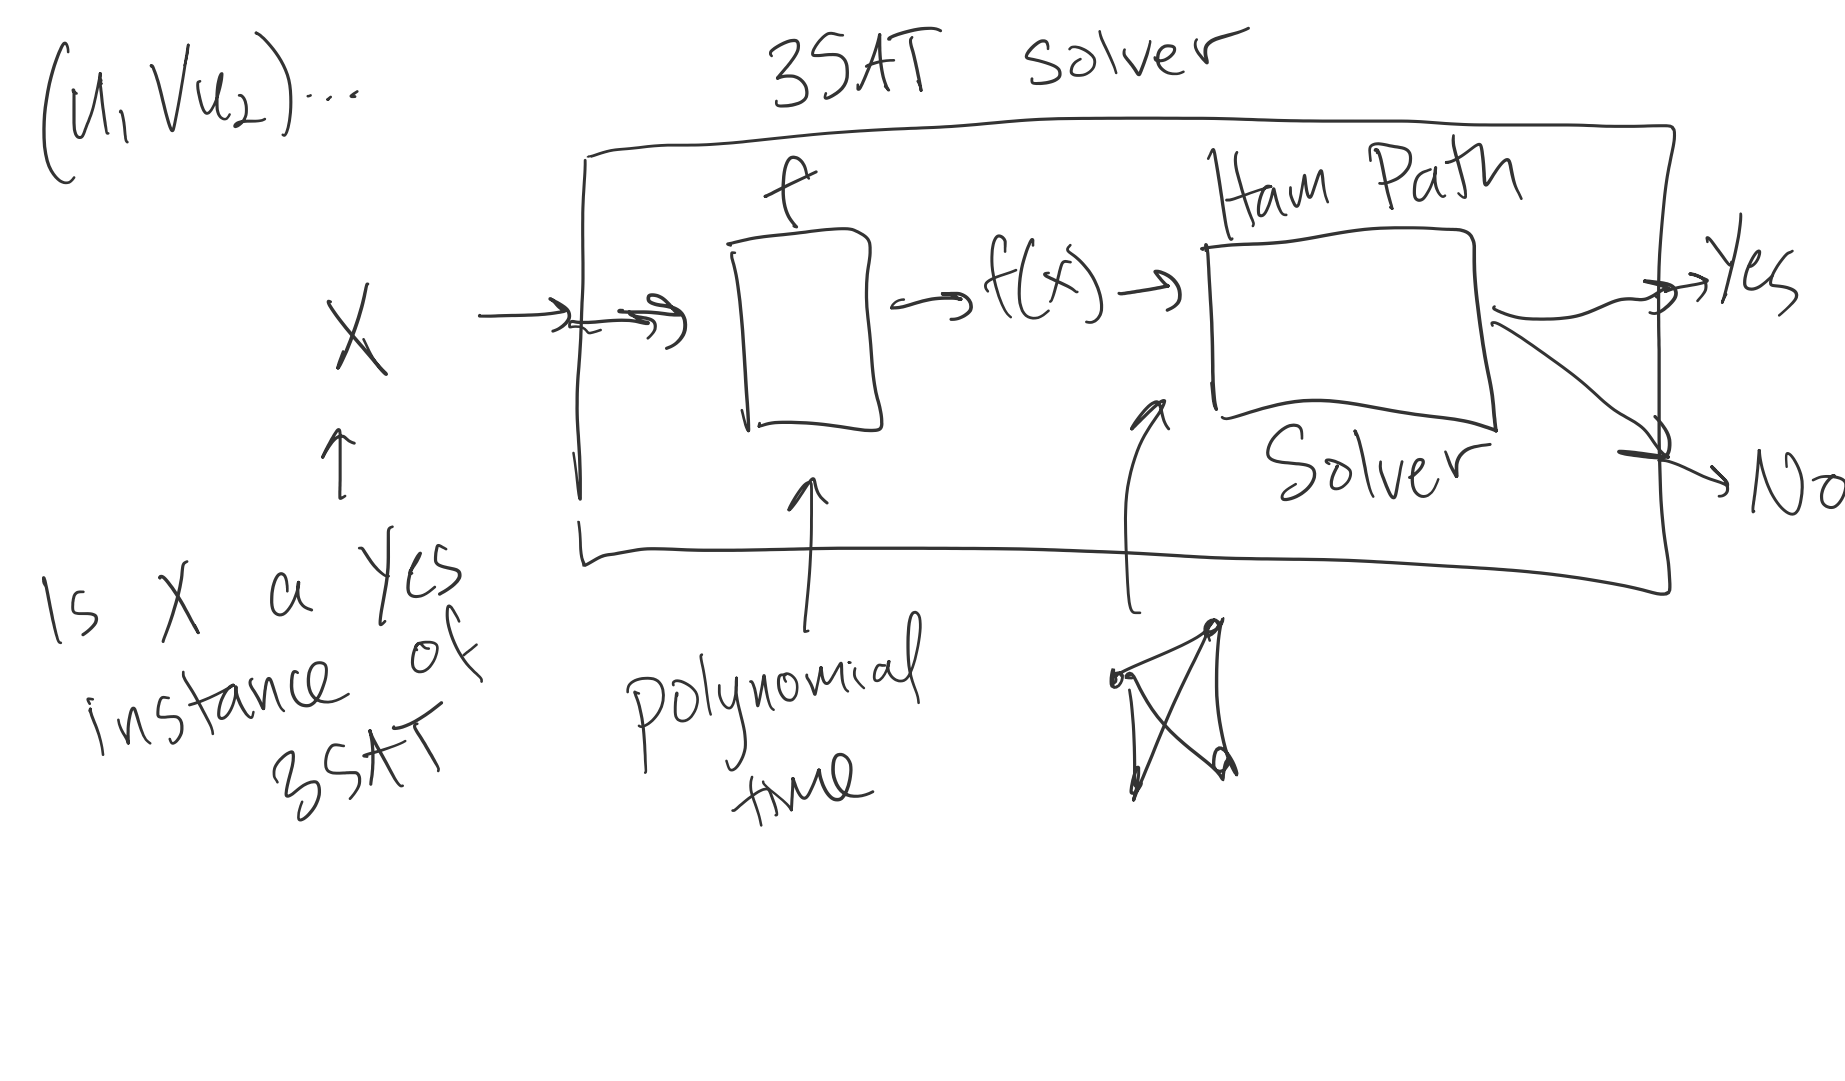 (u₁ V u₂)...
3SAT solver
f
Ham Path
X
f(x)
Yes
Solver
No
Is X a Yes
instance of
3SAT
polynomial
time